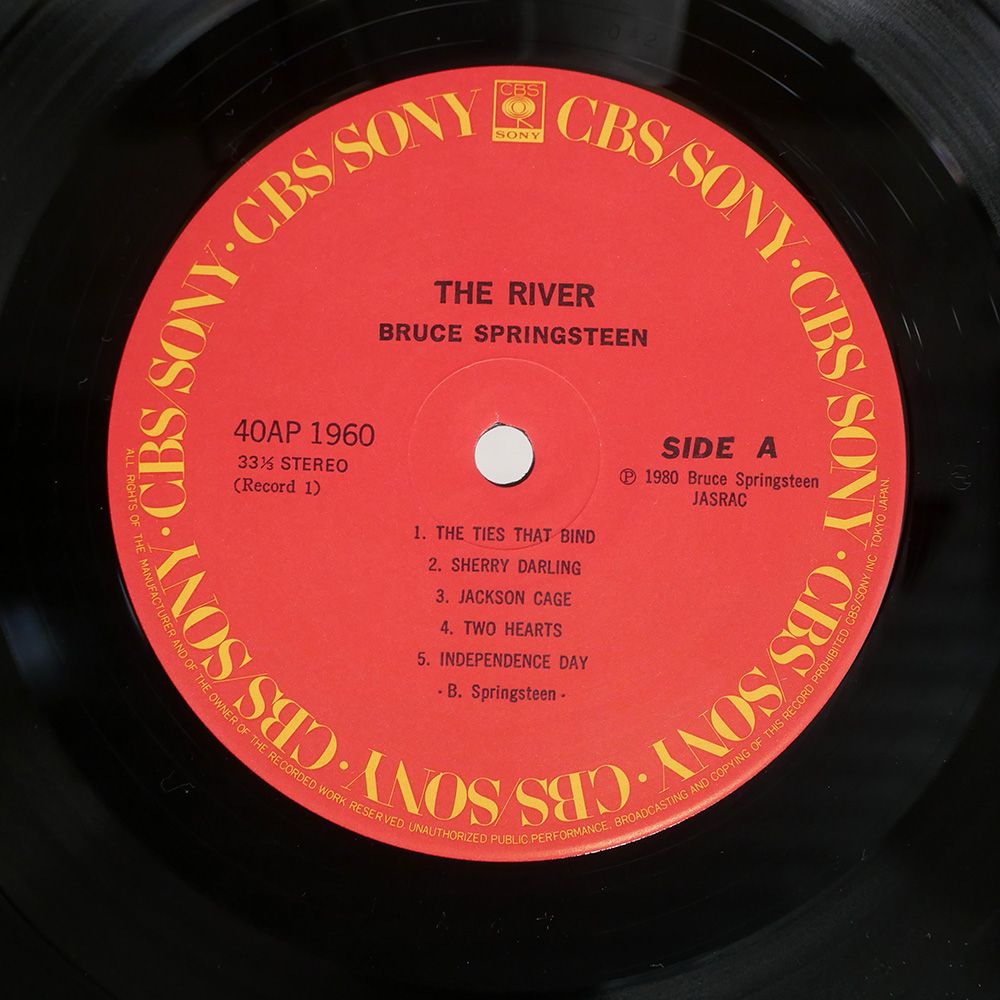 CBS
SONY
CBS/SONY · CBS/SONY · CBS/SONY · CBS/SONY · CBS/SONY · CBS/SONY · CBS/SONY · CBS/SONY · CBS/SONY
THE RIVER
BRUCE SPRINGSTEEN
40AP 1960
33⅓ STEREO
(Record 1)
SIDE A
Ⓟ 1980 Bruce Springsteen
JASRAC
1. THE TIES THAT BIND
2. SHERRY DARLING
3. JACKSON CAGE
4. TWO HEARTS
5. INDEPENDENCE DAY
- B. Springsteen -
ALL RIGHTS OF THE MANUFACTURER AND OF THE OWNER OF THE RECORDED WORK RESERVED. UNAUTHORIZED PUBLIC PERFORMANCE, BROADCASTING AND COPYING OF THIS RECORD PROHIBITED. CBS/SONY INC. TOKYO JAPAN.